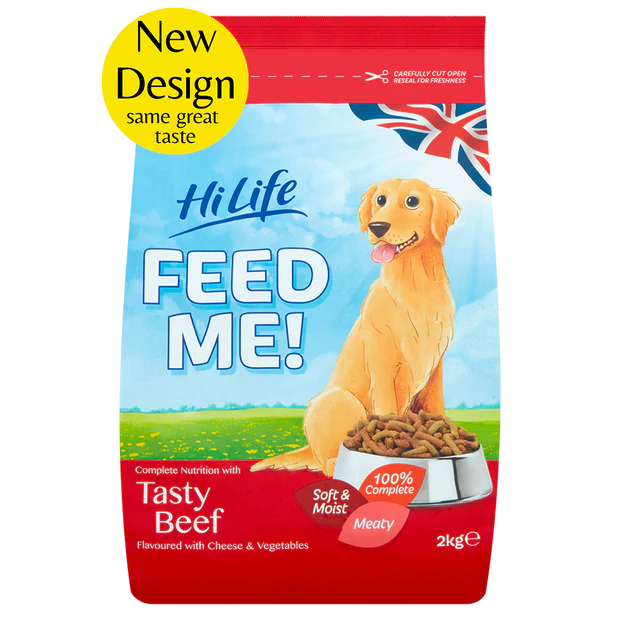 New
Design
same great
taste
CAREFULLY CUT OPEN
RESEAL FOR FRESHNESS
HiLife
FEED
ME!
Complete Nutrition with
Tasty
Beef
Flavoured with Cheese & Vegetables
Soft &
Moist
100%
Complete
Meaty
2kg℮